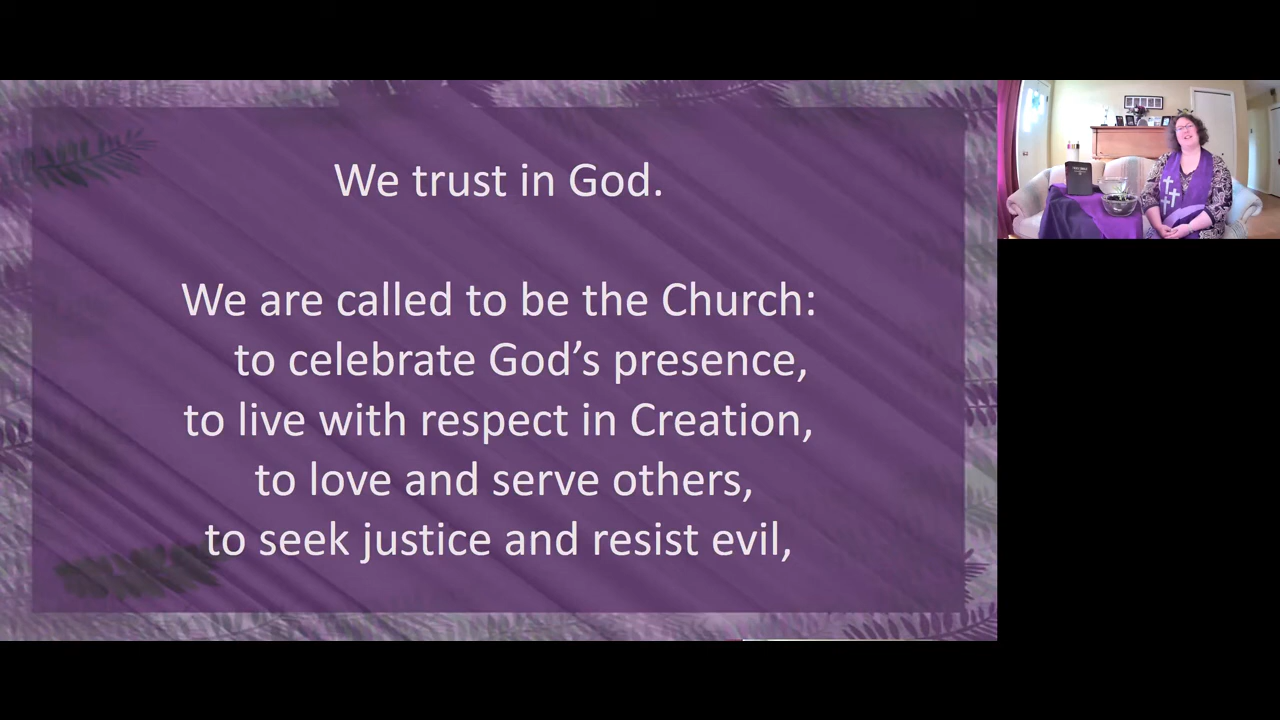 We trust in God.
We are called to be the Church:
to celebrate God’s presence,
to live with respect in Creation,
to love and serve others,
to seek justice and resist evil,